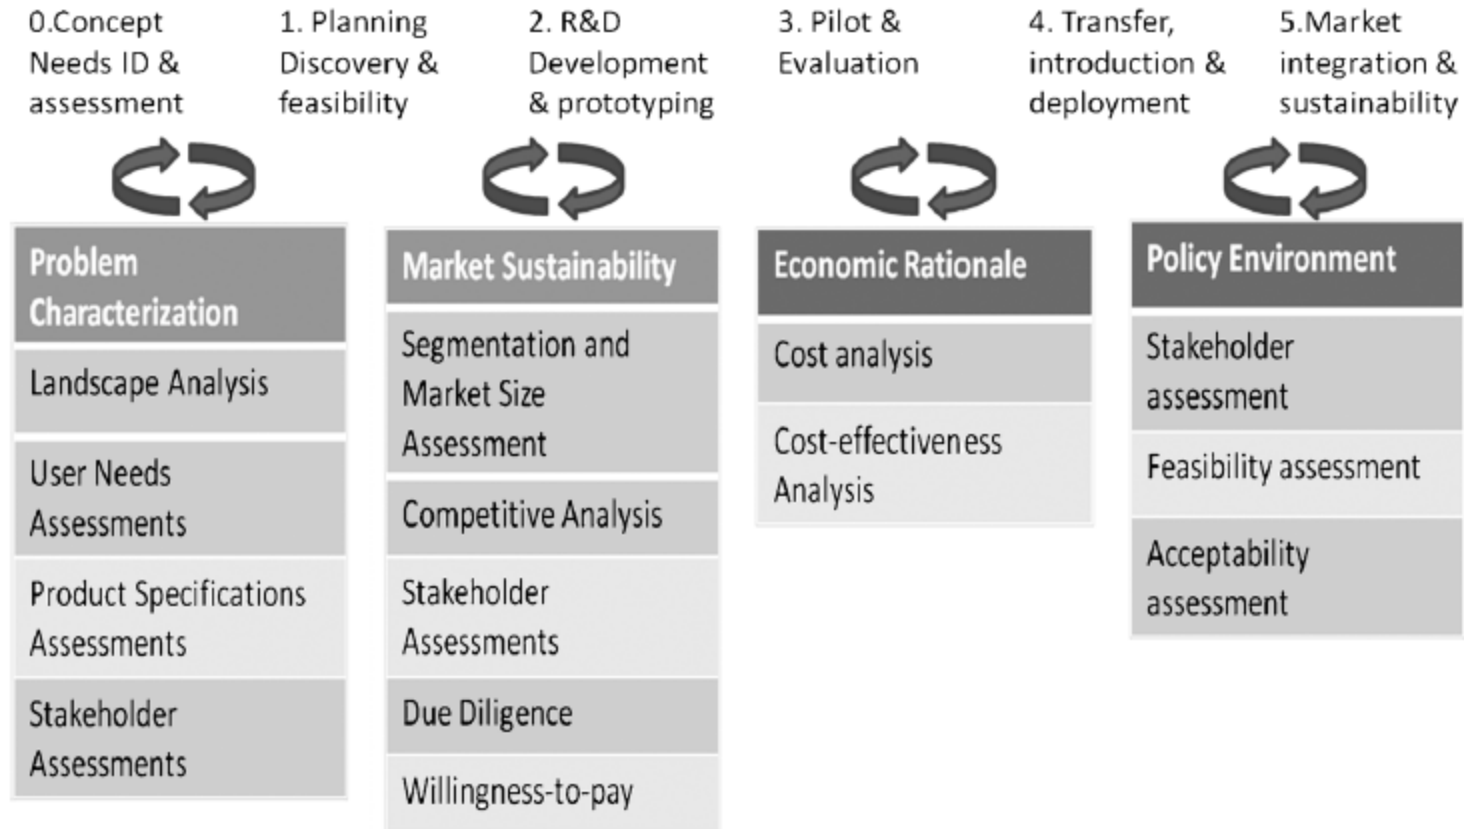 0.Concept
Needs ID &
assessment
1. Planning
Discovery &
feasibility
2. R&D
Development
& prototyping
3. Pilot &
Evaluation
4. Transfer,
introduction &
deployment
5.Market
integration &
sustainability
Problem
Characterization
Landscape Analysis
User Needs
Assessments
Product Specifications
Assessments
Stakeholder
Assessments
Market Sustainability
Segmentation and
Market Size
Assessment
Competitive Analysis
Stakeholder
Assessments
Due Diligence
Willingness-to-pay
Economic Rationale
Cost analysis
Cost-effectiveness
Analysis
Policy Environment
Stakeholder
assessment
Feasibility assessment
Acceptability
assessment